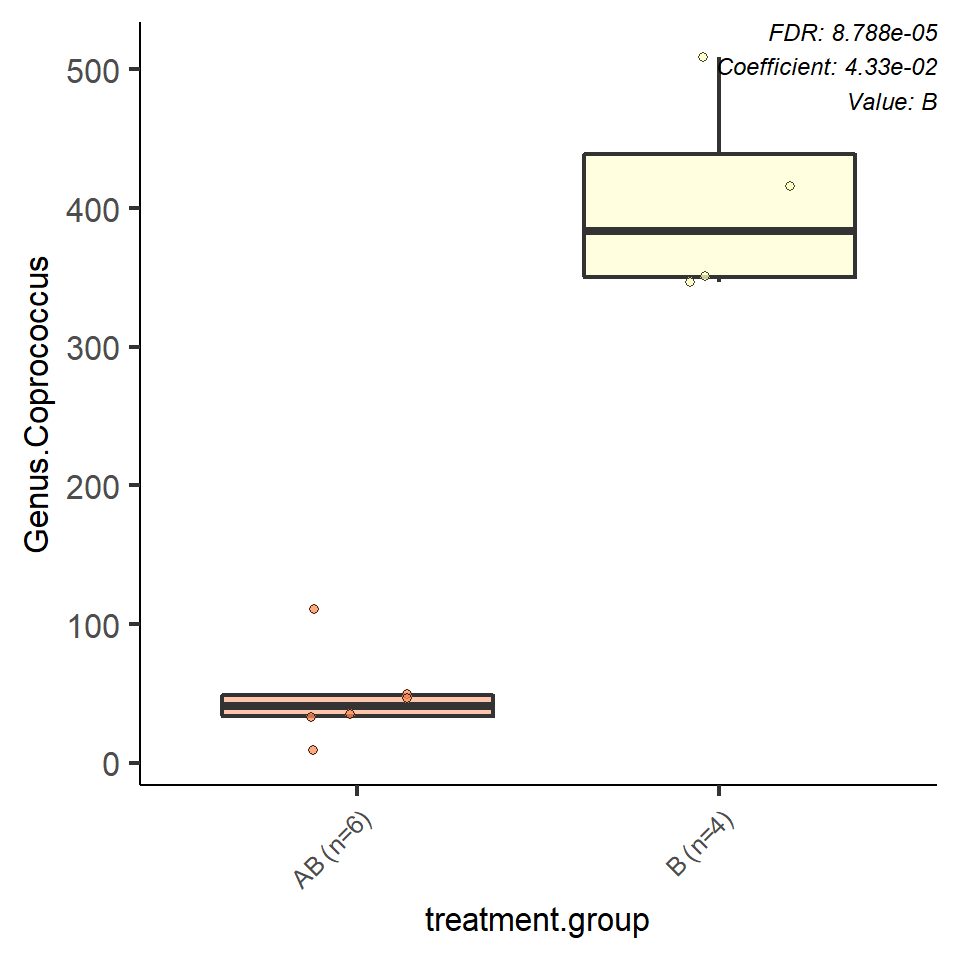 FDR: 8.788e-05
Coefficient: 4.33e-02
Value: B
500
400
300
200
100
0
Genus.Coprococcus
AB (n=6)
B (n=4)
treatment.group